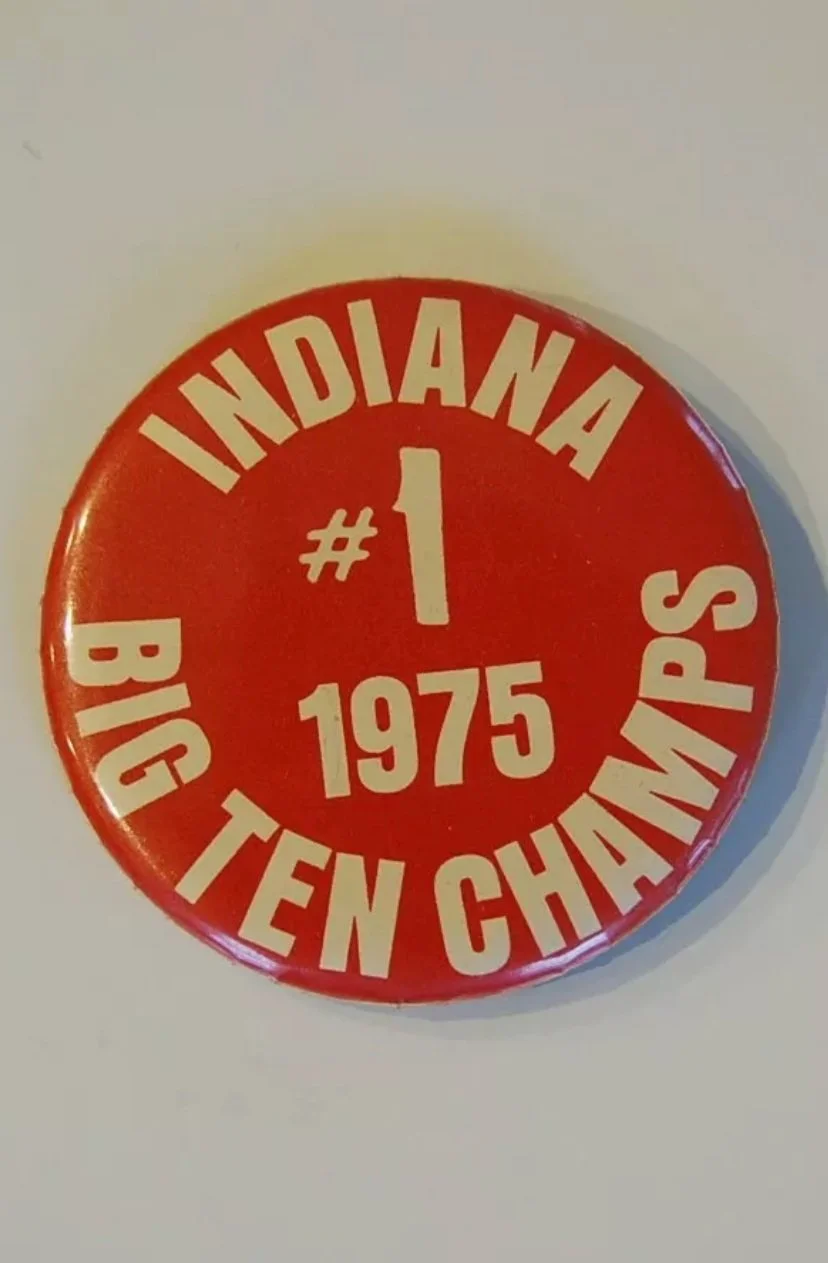 INDIANA
#1
1975
BIG TEN CHAMPS